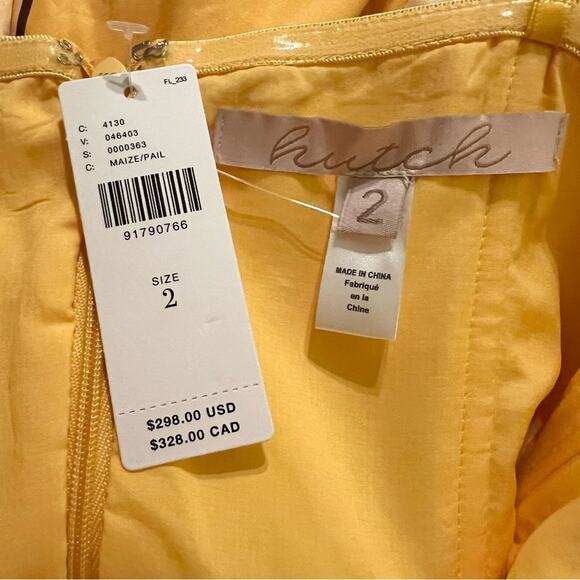 FL_233
C: 4130
V: 046403
S: 0000363
C: MAIZE/PAIL
91790766
SIZE
2
$298.00 USD
$328.00 CAD
hutch
2
MADE IN CHINA
Fabriqué
en la
Chine